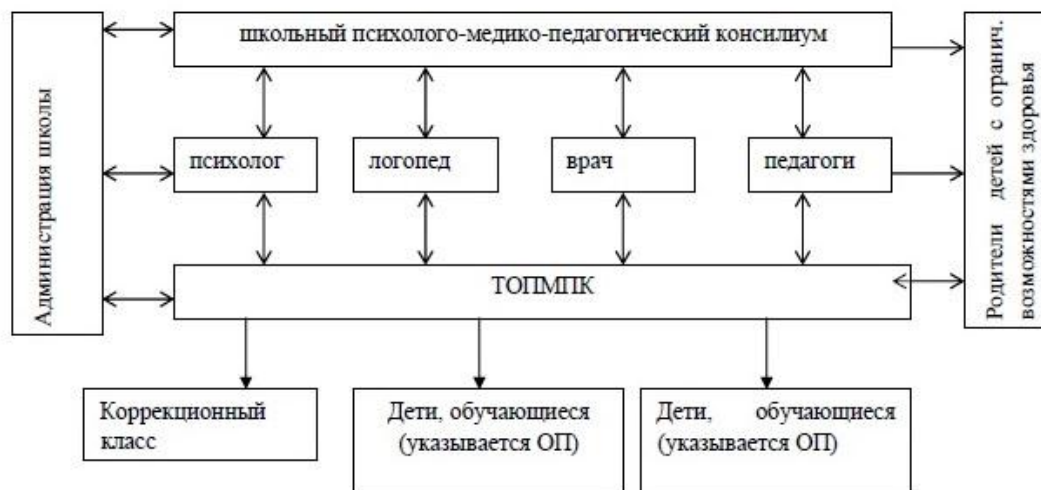 школьный психолого-медико-педагогический консилиум
Администрация школы
психолог
логопед
врач
педагоги
Родители детей с огранич.
возможностями здоровья
ТОПМПК
Коррекционный
класс
Дети, обучающиеся
(указывается ОП)
Дети, обучающиеся
(указывается ОП)